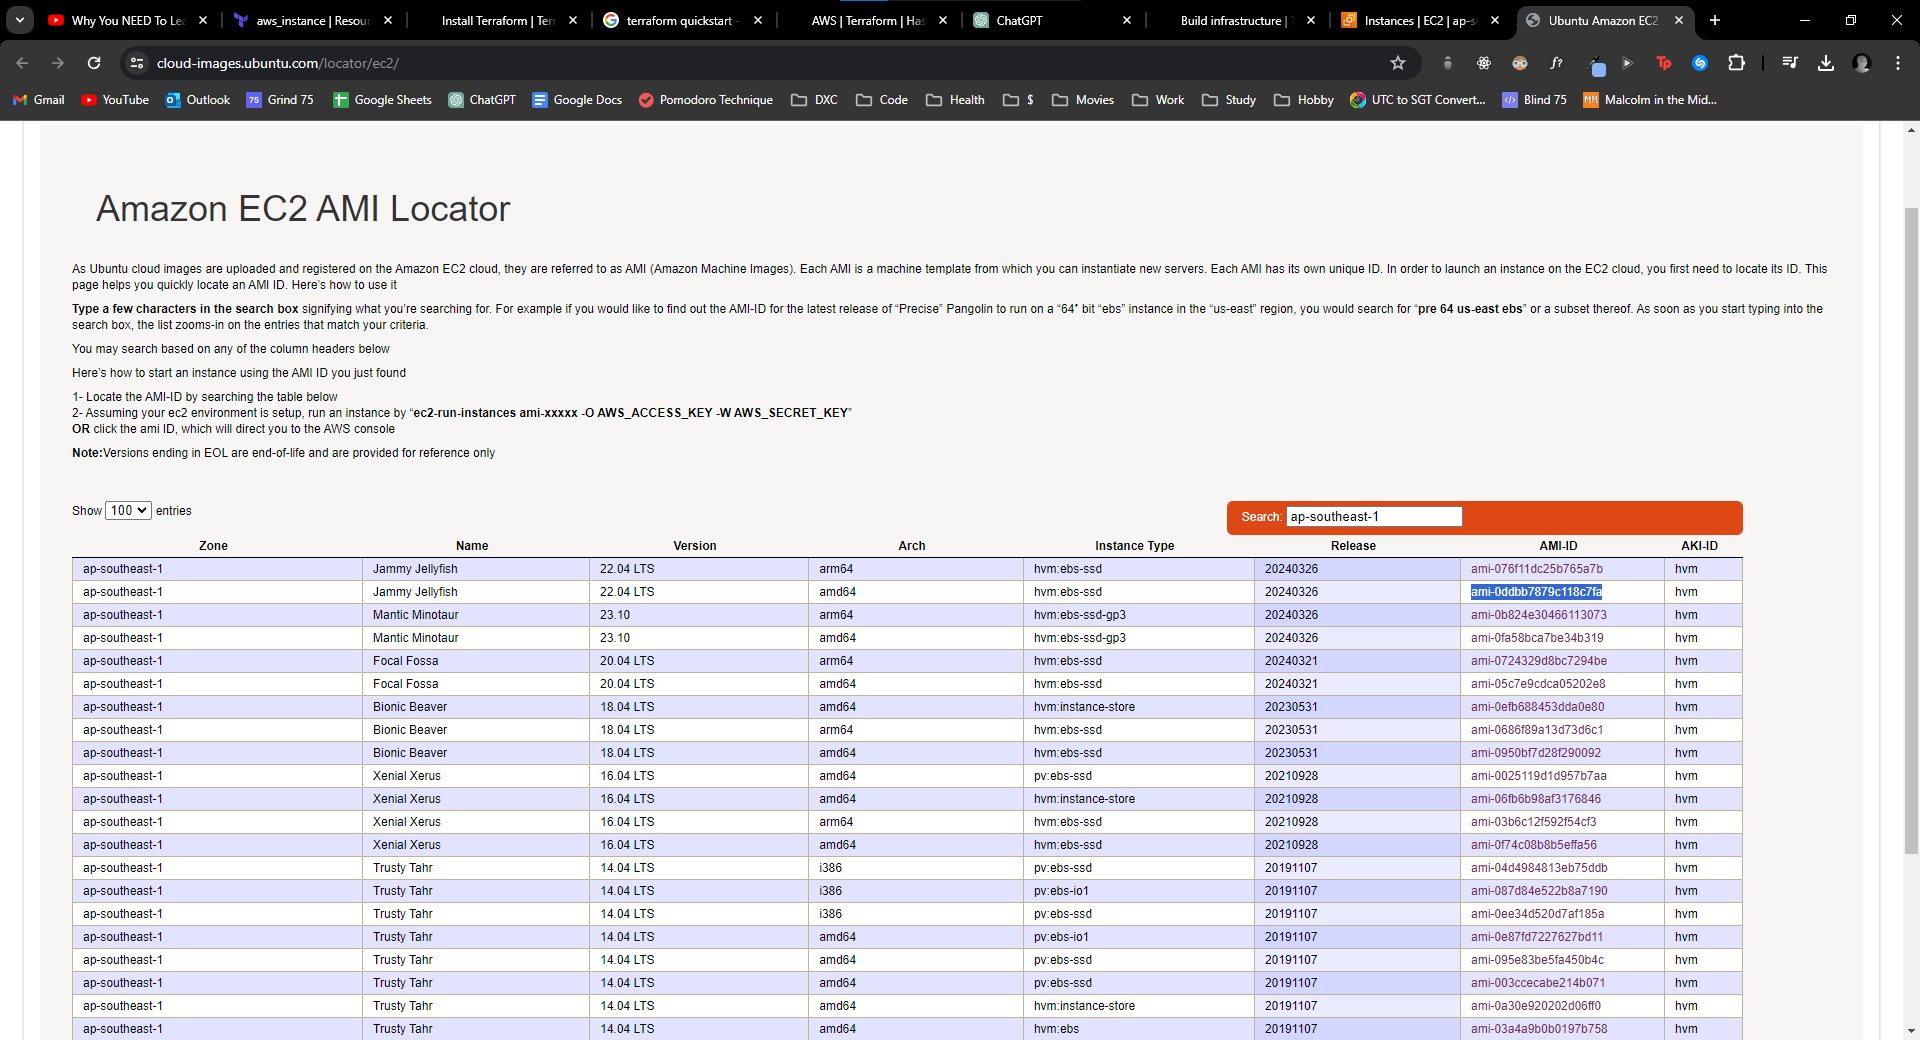 Why You NEED To Lea
aws_instance | Resour
Install Terraform | Terr
terraform quickstart -
AWS | Terraform | Has
ChatGPT
Build infrastructure | T
Instances | EC2 | ap-s
Ubuntu Amazon EC2
cloud-images.ubuntu.com/locator/ec2/
Gmail
YouTube
Outlook
75 Grind 75
Google Sheets
ChatGPT
Google Docs
Pomodoro Technique
DXC
Code
Health
$
Movies
Work
Study
Hobby
UTC to SGT Convert...
Blind 75
MM Malcolm in the Mid...
Amazon EC2 AMI Locator
As Ubuntu cloud images are uploaded and registered on the Amazon EC2 cloud, they are referred to as AMI (Amazon Machine Images). Each AMI is a machine template from which you can instantiate new servers. Each AMI has its own unique ID. In order to launch an instance on the EC2 cloud, you first need to locate its ID. This
page helps you quickly locate an AMI ID. Here’s how to use it
Type a few characters in the search box signifying what you’re searching for. For example if you would like to find out the AMI-ID for the latest release of “Precise” Pangolin to run on a “64′ bit “ebs” instance in the “us-east” region, you would search for “pre 64 us-east ebs” or a subset thereof. As soon as you start typing into the
search box, the list zooms-in on the entries that match your criteria.
You may search based on any of the column headers below
Here’s how to start an instance using the AMI ID you just found
1- Locate the AMI-ID by searching the table below
2- Assuming your ec2 environment is setup, run an instance by “ec2-run-instances ami-xxxxx -O AWS_ACCESS_KEY -W AWS_SECRET_KEY”
OR click the ami ID, which will direct you to the AWS console
Note:Versions ending in EOL are end-of-life and are provided for reference only
Show 100 entries
Search: ap-southeast-1
Zone Name Version Arch Instance Type Release AMI-ID AKI-ID
ap-southeast-1 Jammy Jellyfish 22.04 LTS arm64 hvm:ebs-ssd 20240326 ami-076f11dc25b765a7b hvm
ap-southeast-1 Jammy Jellyfish 22.04 LTS amd64 hvm:ebs-ssd 20240326 ami-0ddbb7879c118c7fa hvm
ap-southeast-1 Mantic Minotaur 23.10 arm64 hvm:ebs-ssd-gp3 20240326 ami-0b824e30466113073 hvm
ap-southeast-1 Mantic Minotaur 23.10 amd64 hvm:ebs-ssd-gp3 20240326 ami-0fa58bca7be34b319 hvm
ap-southeast-1 Focal Fossa 20.04 LTS arm64 hvm:ebs-ssd 20240321 ami-0724329d8bc7294be hvm
ap-southeast-1 Focal Fossa 20.04 LTS amd64 hvm:ebs-ssd 20240321 ami-05c7e9cdca05202e8 hvm
ap-southeast-1 Bionic Beaver 18.04 LTS amd64 hvm:instance-store 20230531 ami-0efb688453dda0e80 hvm
ap-southeast-1 Bionic Beaver 18.04 LTS arm64 hvm:ebs-ssd 20230531 ami-0686f89a13d73d6c1 hvm
ap-southeast-1 Bionic Beaver 18.04 LTS amd64 hvm:ebs-ssd 20230531 ami-0950bf7d28f290092 hvm
ap-southeast-1 Xenial Xerus 16.04 LTS amd64 pv:ebs-ssd 20210928 ami-0025119d1d957b7aa hvm
ap-southeast-1 Xenial Xerus 16.04 LTS amd64 hvm:instance-store 20210928 ami-06fb6b98af3176846 hvm
ap-southeast-1 Xenial Xerus 16.04 LTS arm64 hvm:ebs-ssd 20210928 ami-03b6c12f592f54cf3 hvm
ap-southeast-1 Xenial Xerus 16.04 LTS amd64 hvm:ebs-ssd 20210928 ami-0f74c08b8b5effa56 hvm
ap-southeast-1 Trusty Tahr 14.04 LTS i386 pv:ebs-ssd 20191107 ami-04d4984813eb75ddb hvm
ap-southeast-1 Trusty Tahr 14.04 LTS i386 pv:ebs-io1 20191107 ami-087d84e522b8a7190 hvm
ap-southeast-1 Trusty Tahr 14.04 LTS i386 pv:ebs-ssd 20191107 ami-0ee34d520d7af185a hvm
ap-southeast-1 Trusty Tahr 14.04 LTS amd64 pv:ebs-io1 20191107 ami-0e87fd7227627bd11 hvm
ap-southeast-1 Trusty Tahr 14.04 LTS amd64 pv:ebs-ssd 20191107 ami-095e83be5fa450b4c hvm
ap-southeast-1 Trusty Tahr 14.04 LTS amd64 pv:ebs-ssd 20191107 ami-003ccecabe214b071 hvm
ap-southeast-1 Trusty Tahr 14.04 LTS amd64 hvm:instance-store 20191107 ami-0a30e920202d06ff0 hvm
ap-southeast-1 Trusty Tahr 14.04 LTS amd64 hvm:ebs 20191107 ami-03a4a9b0b0197b758 hvm